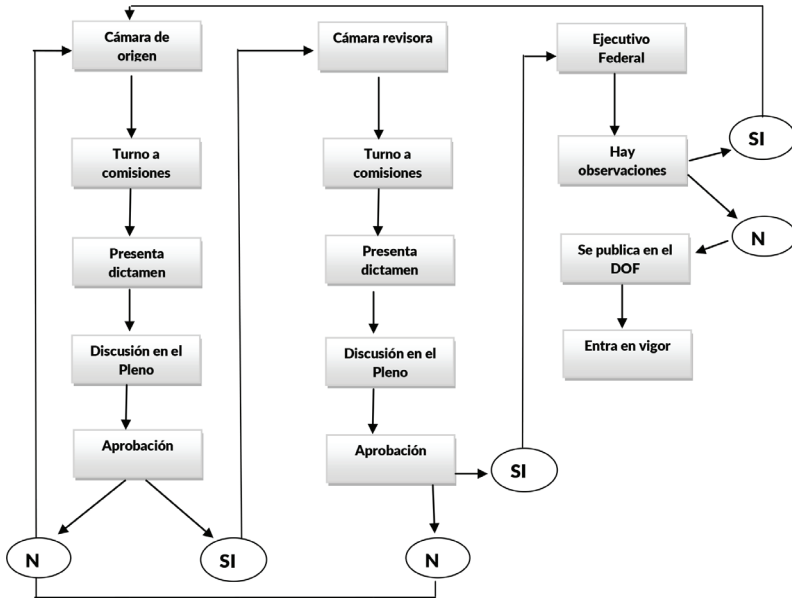 Cámara de
origen
Turno a
comisiones
Presenta
dictamen
Discusión en el
Pleno
Aprobación
N
SI
Cámara revisora
Turno a
comisiones
Presenta
dictamen
Discusión en el
Pleno
Aprobación
SI
N
Ejecutivo
Federal
Hay
observaciones
SI
N
Se publica en el
DOF
Entra en vigor